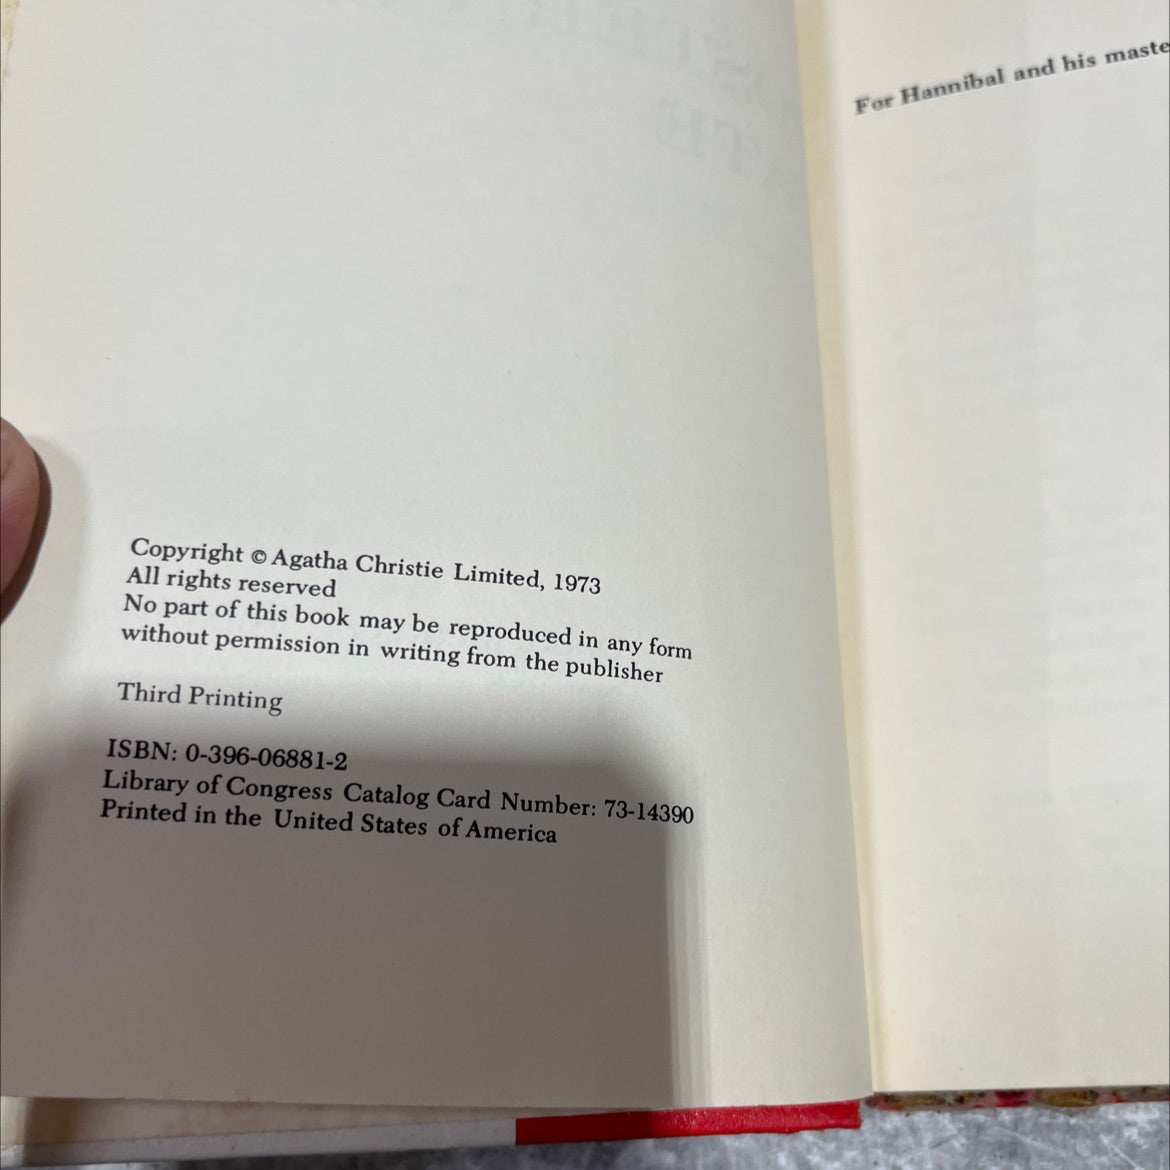 Copyright © Agatha Christie Limited, 1973
All rights reserved
No part of this book may be reproduced in any form
without permission in writing from the publisher
Third Printing
ISBN: 0-396-06881-2
Library of Congress Catalog Card Number: 73-14390
Printed in the United States of America
For Hannibal and his maste